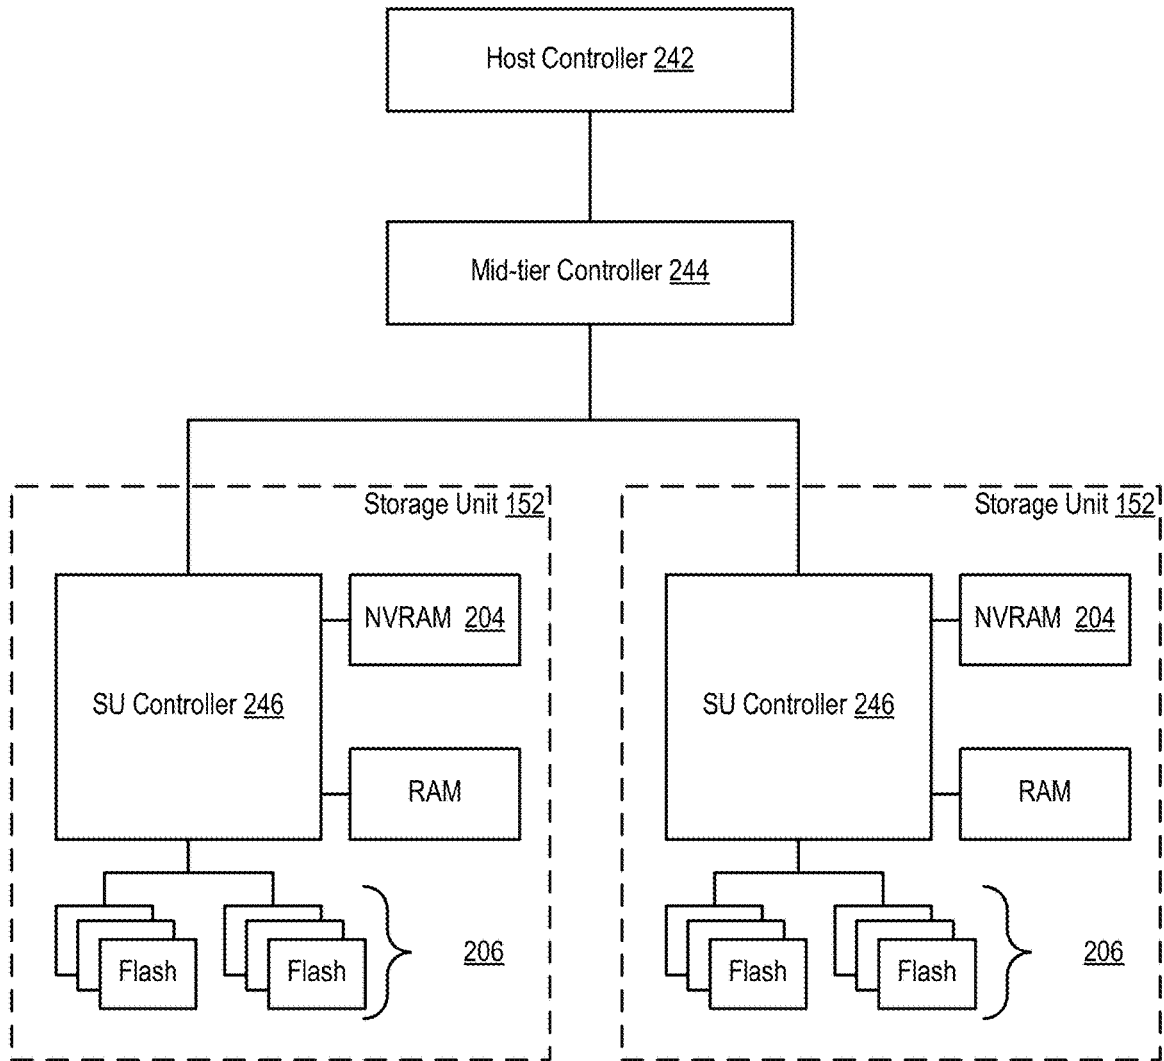 Host Controller 242
Mid-tier Controller 244
Storage Unit 152
SU Controller 246
NVRAM 204
RAM
Flash
Flash
206
Storage Unit 152
SU Controller 246
NVRAM 204
RAM
Flash
Flash
206